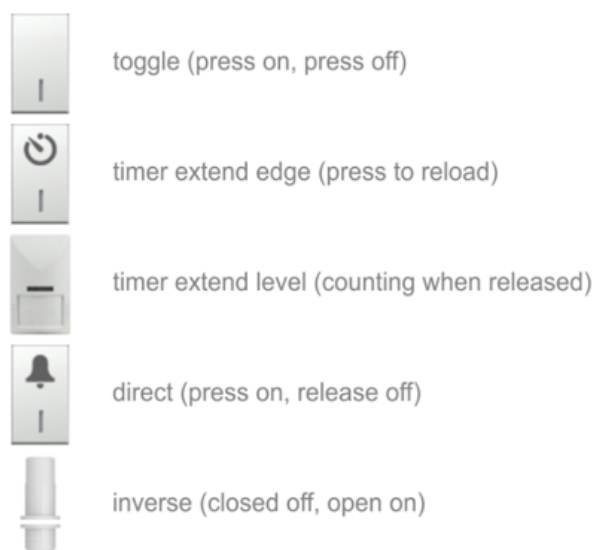 toggle (press on, press off)
timer extend edge (press to reload)
timer extend level (counting when released)
direct (press on, release off)
inverse (closed off, open on)